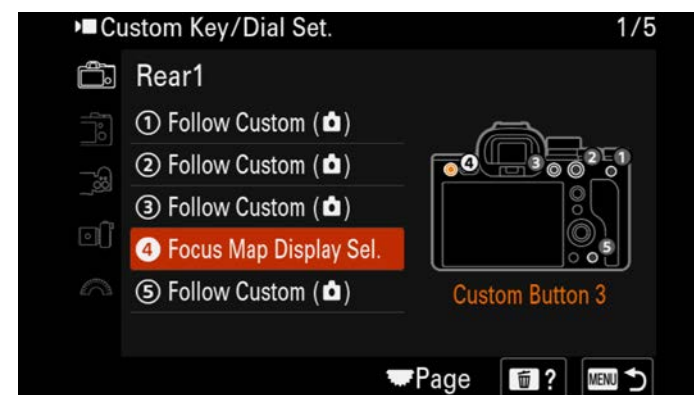 Custom Key/Dial Set. 1/5
Rear1
① Follow Custom ( )
② Follow Custom ( )
③ Follow Custom ( )
④ Focus Map Display Sel.
⑤ Follow Custom ( )
④ ③ ② ①
⑤
Custom Button 3
Page ? MENU